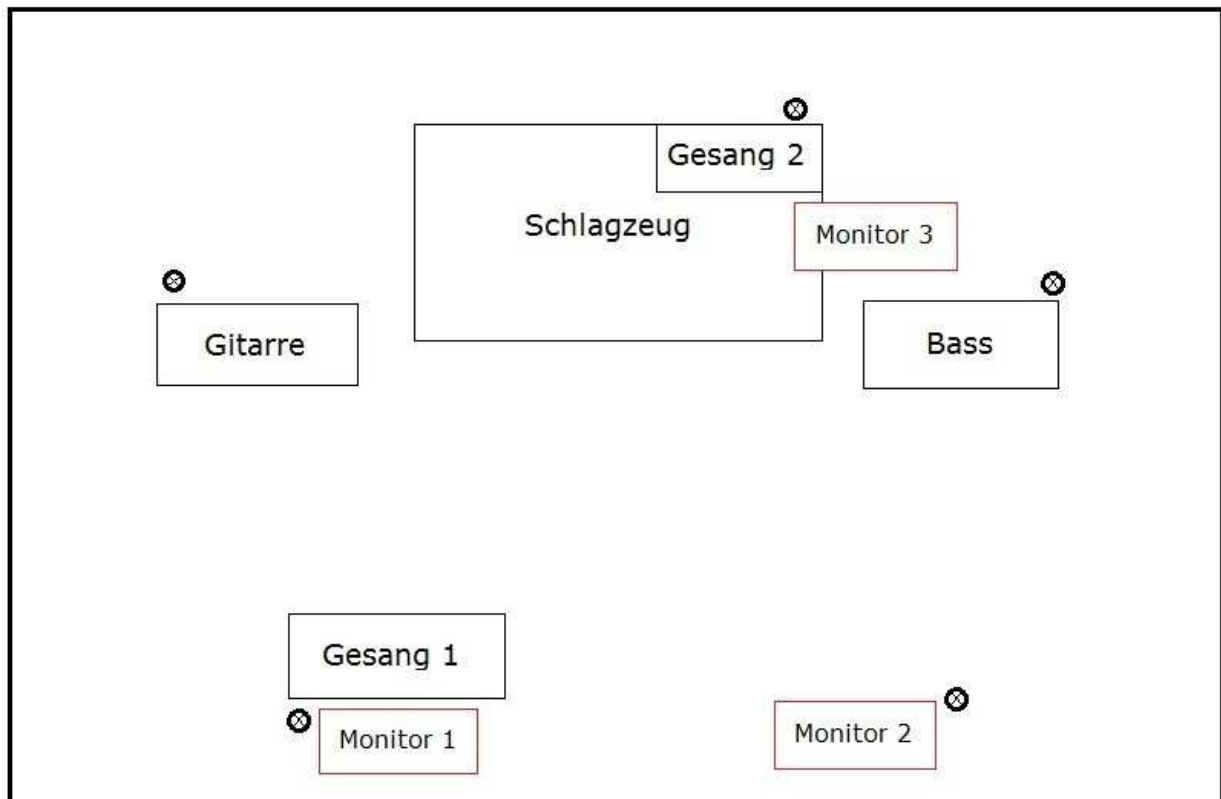 Gesang 2
Schlagzeug
Monitor 3
Gitarre
Bass
Gesang 1
Monitor 1
Monitor 2